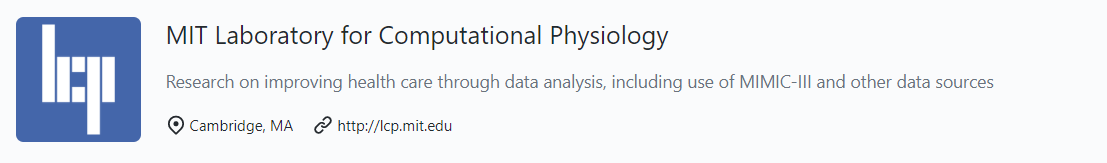 lcp
MIT Laboratory for Computational Physiology
Research on improving health care through data analysis, including use of MIMIC-III and other data sources
Cambridge, MA http://lcp.mit.edu